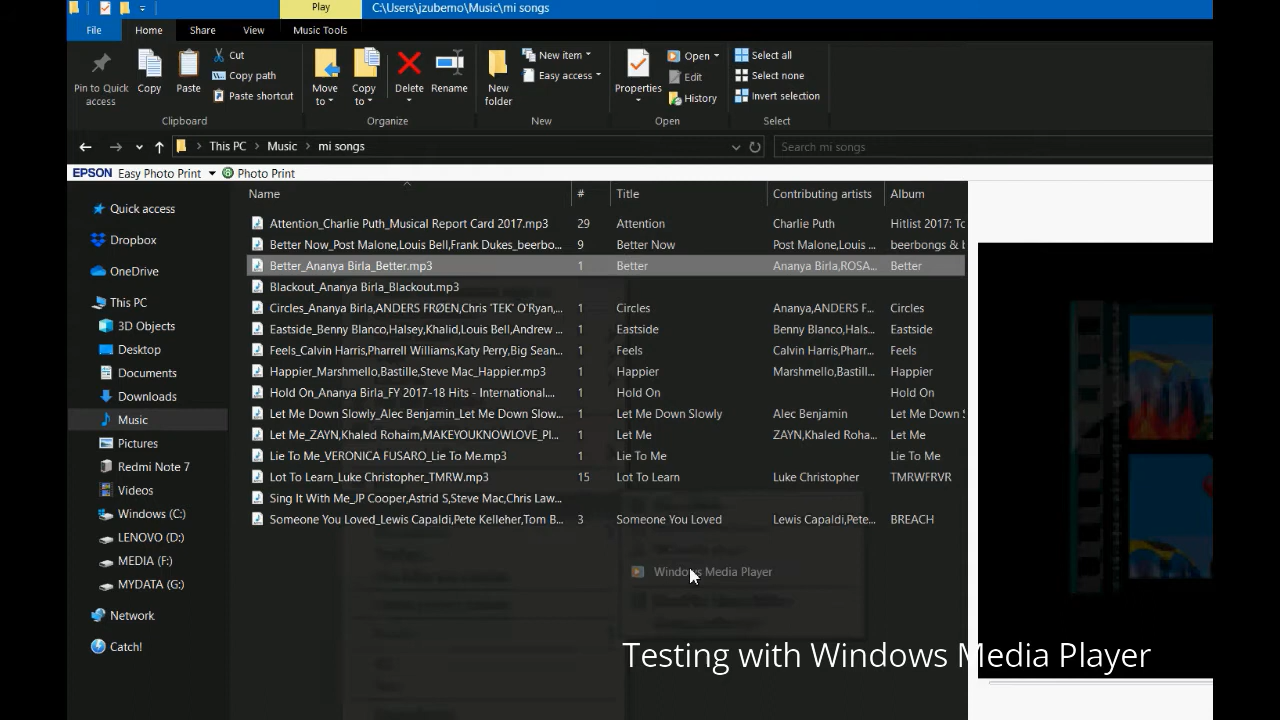 Play
C:\Users\jzubemo\Music\mi songs
File Home Share View Music Tools
Pin to Quick access
Copy
Paste
Cut
Copy path
Paste shortcut
Clipboard
Move to
Copy to
Delete
Rename
Organize
New folder
New item
Easy access
New
Properties
Open
Edit
History
Open
Select all
Select none
Invert selection
Select
This PC > Music > mi songs
Search mi songs
EPSON Easy Photo Print Photo Print
Quick access
Dropbox
OneDrive
This PC
3D Objects
Desktop
Documents
Downloads
Music
Pictures
Redmi Note 7
Videos
Windows (C:)
LENOVO (D:)
MEDIA (F:)
MYDATA (G:)
Network
Catch!
Name # Title Contributing artists Album
Attention_Charlie Puth_Musical Report Card 2017.mp3 29 Attention Charlie Puth Hitlist 2017: To
Better Now_Post Malone,Louis Bell,Frank Dukes_beerbo... 9 Better Now Post Malone,Louis ... beerbongs & b
Better_Ananya Birla_Better.mp3 1 Better Ananya Birla,ROSA... Better
Blackout_Ananya Birla_Blackout.mp3
Circles_Ananya Birla,ANDERS FRØEN,Chris 'TEK' O'Ryan,... 1 Circles Ananya,ANDERS F... Circles
Eastside_Benny Blanco,Halsey,Khalid,Louis Bell,Andrew ... 1 Eastside Benny Blanco,Hals... Eastside
Feels_Calvin Harris,Pharrell Williams,Katy Perry,Big Sean... 1 Feels Calvin Harris,Pharr... Feels
Happier_Marshmello,Bastille,Steve Mac_Happier.mp3 1 Happier Marshmello,Bastill... Happier
Hold On_Ananya Birla_FY 2017-18 Hits - International.... 1 Hold On Hold On
Let Me Down Slowly_Alec Benjamin_Let Me Down Slow... 1 Let Me Down Slowly Alec Benjamin Let Me Down S
Let Me_ZAYN,Khaled Rohaim,MAKEYOUKNOWLOVE_Pl... 1 Let Me ZAYN,Khaled Roha... Let Me
Lie To Me_VERONICA FUSARO_Lie To Me.mp3 1 Lie To Me Lie To Me
Lot To Learn_Luke Christopher_TMRW.mp3 15 Lot To Learn Luke Christopher TMRWFRVR
Sing It With Me_JP Cooper,Astrid S,Steve Mac,Chris Law...
Someone You Loved_Lewis Capaldi,Pete Kelleher,Tom B... 3 Someone You Loved Lewis Capaldi,Pete... BREACH
Windows Media Player
Testing with Windows Media Player